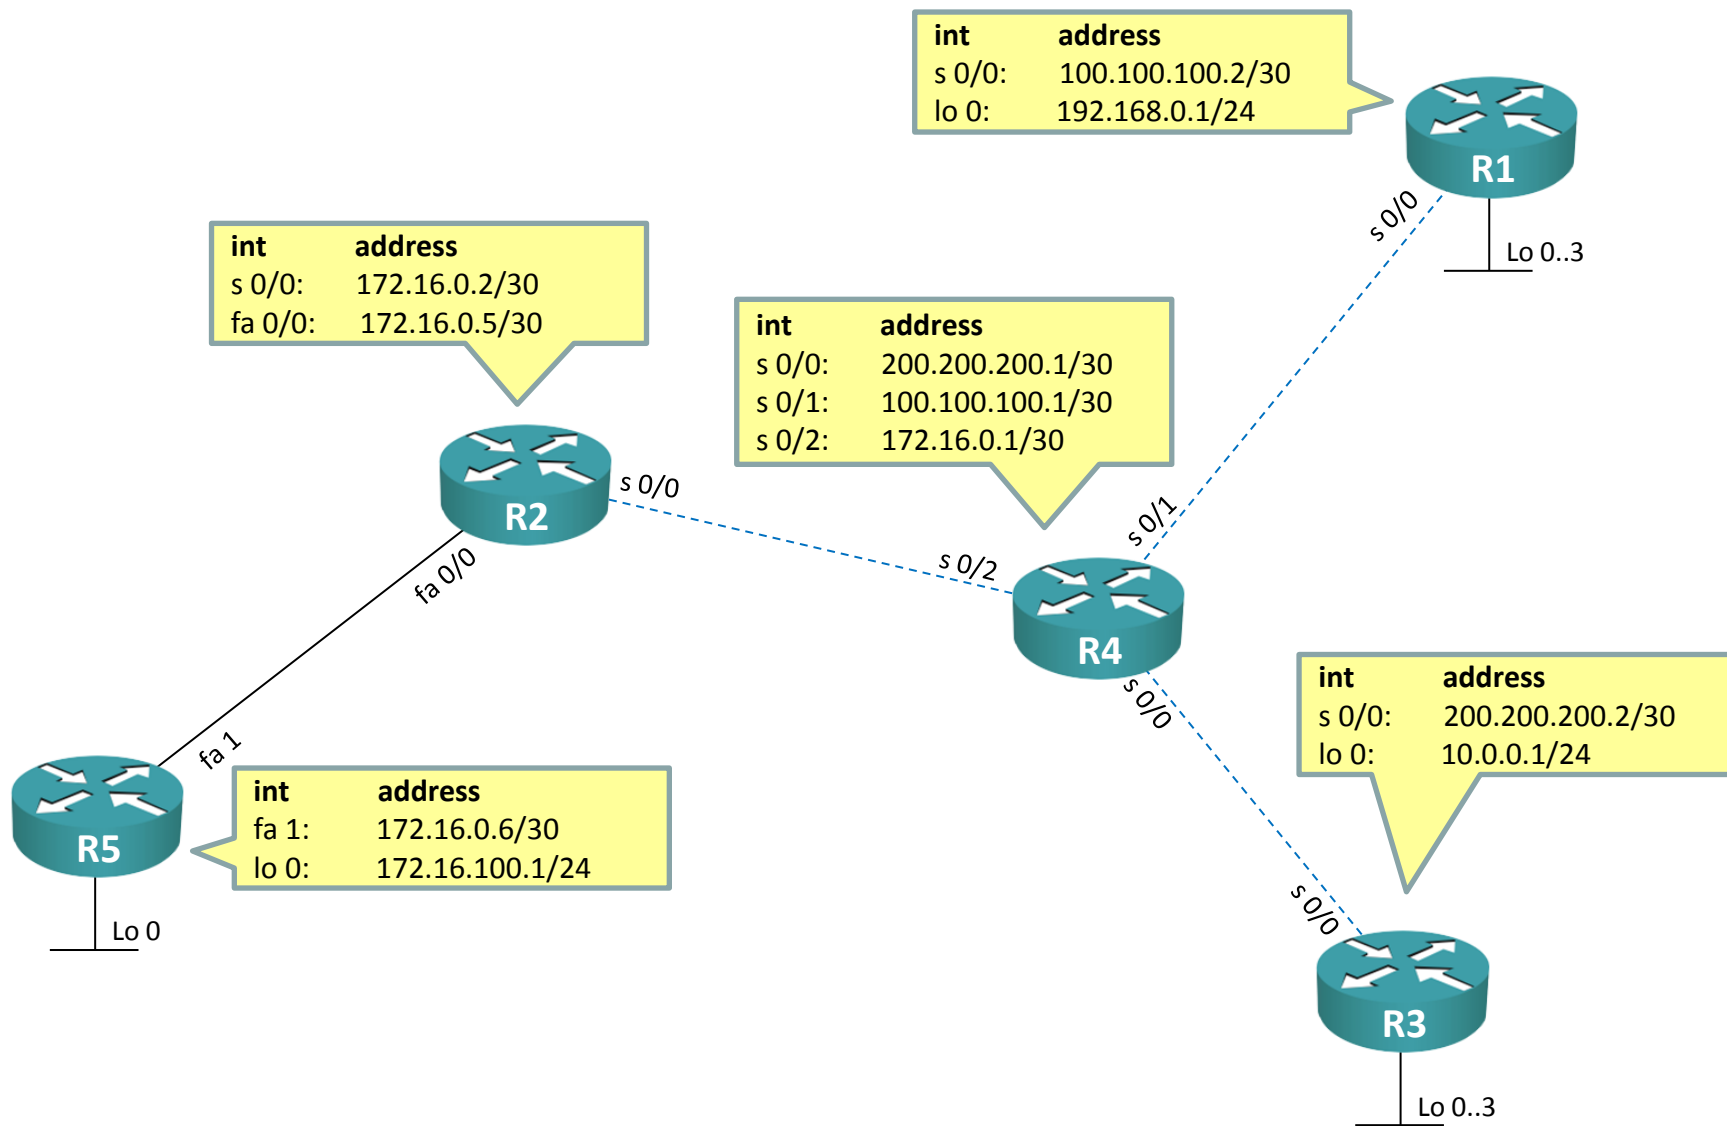 int address
s 0/0: 100.100.100.2/30
lo 0: 192.168.0.1/24
R1
s 0/0
Lo 0..3
int address
s 0/0: 172.16.0.2/30
fa 0/0: 172.16.0.5/30
int address
s 0/0: 200.200.200.1/30
s 0/1: 100.100.100.1/30
s 0/2: 172.16.0.1/30
R2
s 0/0
fa 0/0
s 0/2
s 0/1
R4
s 0/0
int address
s 0/0: 200.200.200.2/30
lo 0: 10.0.0.1/24
fa 1
R5
int address
fa 1: 172.16.0.6/30
lo 0: 172.16.100.1/24
Lo 0
s 0/0
R3
Lo 0..3